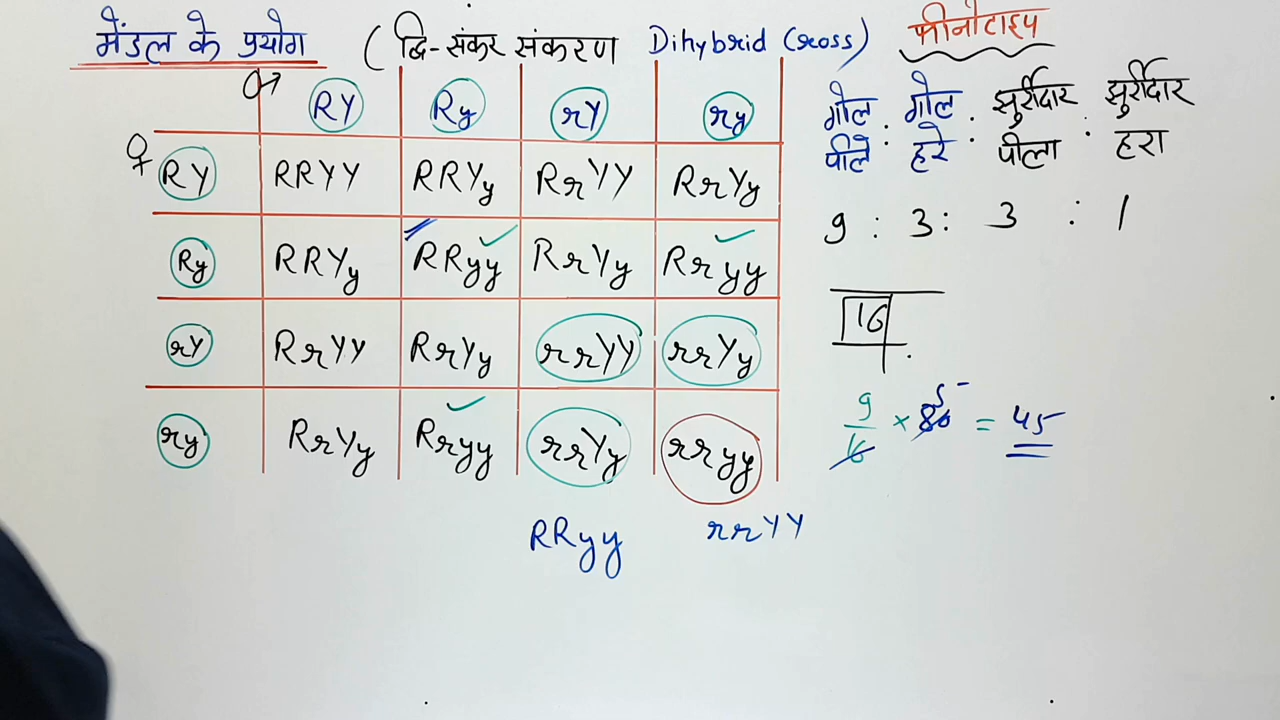 मेंडल के प्रयोग ( द्वि-संकर संकरण Dihybrid Cross)
फीनोटाइप
♂
RY Ry rY ry
♀
RY RRYY RRYy RrYY RrYy
Ry RRYy RRyy RrYy Rryy
rY RrYY RrYy rrYY rrYy
ry RrYy Rryy rrYy rryy
RRyy rrYY
गोल गोल झुर्रीदार झुर्रीदार
पीले : हरे : पीला : हरा
9 : 3 : 3 : 1
16
9/16 × 80 5 = 45